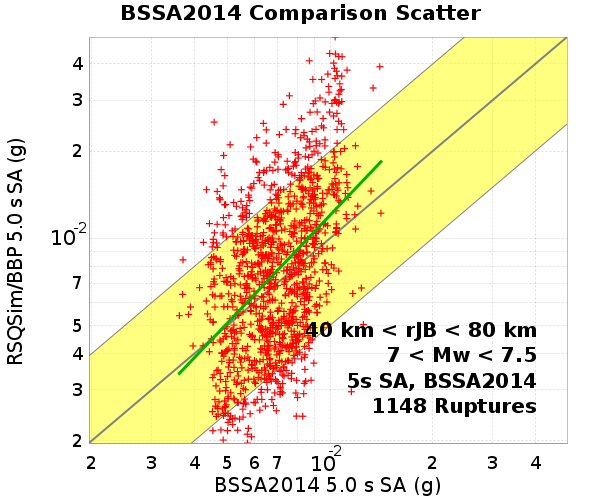 BSSA2014 Comparison Scatter
RSQSim/BBP 5.0 s SA (g)
4
3
2
10-2
7
5
4
3
2
40 km < rJB < 80 km
7 < Mw < 7.5
5s SA, BSSA2014
1148 Ruptures
2 3 4 5 6 7 10-2 2 3 4
BSSA2014 5.0 s SA (g)